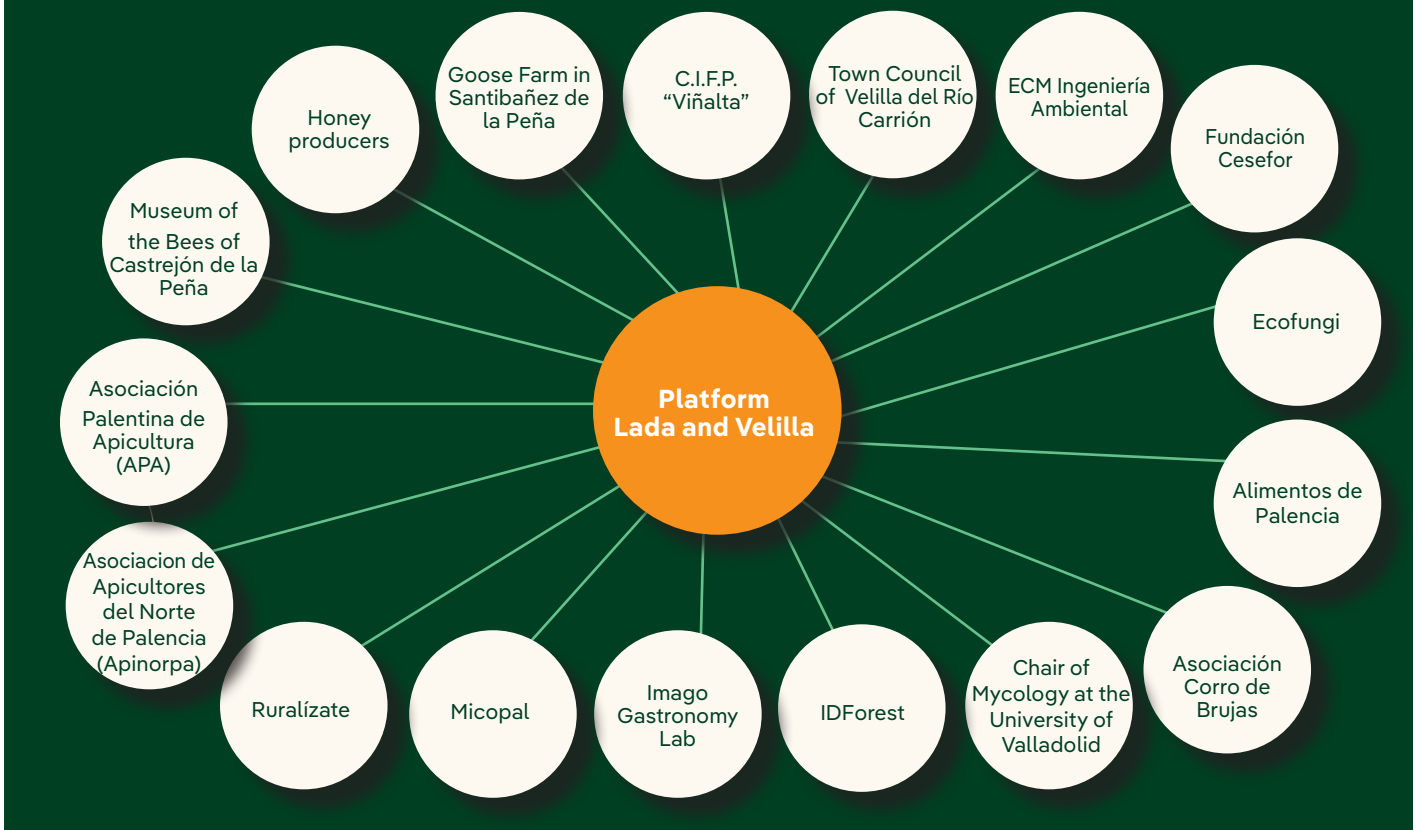 Honey
producers
Goose Farm in
Santibañez de
la Peña
C.I.F.P.
“Viñalta”
Town Council
of Velilla del Río
Carrión
ECM Ingeniería
Ambiental
Fundación
Cesefor
Museum of
the Bees of
Castrejón de la
Peña
Ecofungi
Asociación
Palentina de
Apicultura
(APA)
Platform
Lada and Velilla
Alimentos de
Palencia
Asociacion de
Apicultores
del Norte
de Palencia
(Apinorpa)
Ruralízate
Micopal
Imago
Gastronomy
Lab
IDForest
Chair of
Mycology at the
University of
Valladolid
Asociación
Corro de
Brujas